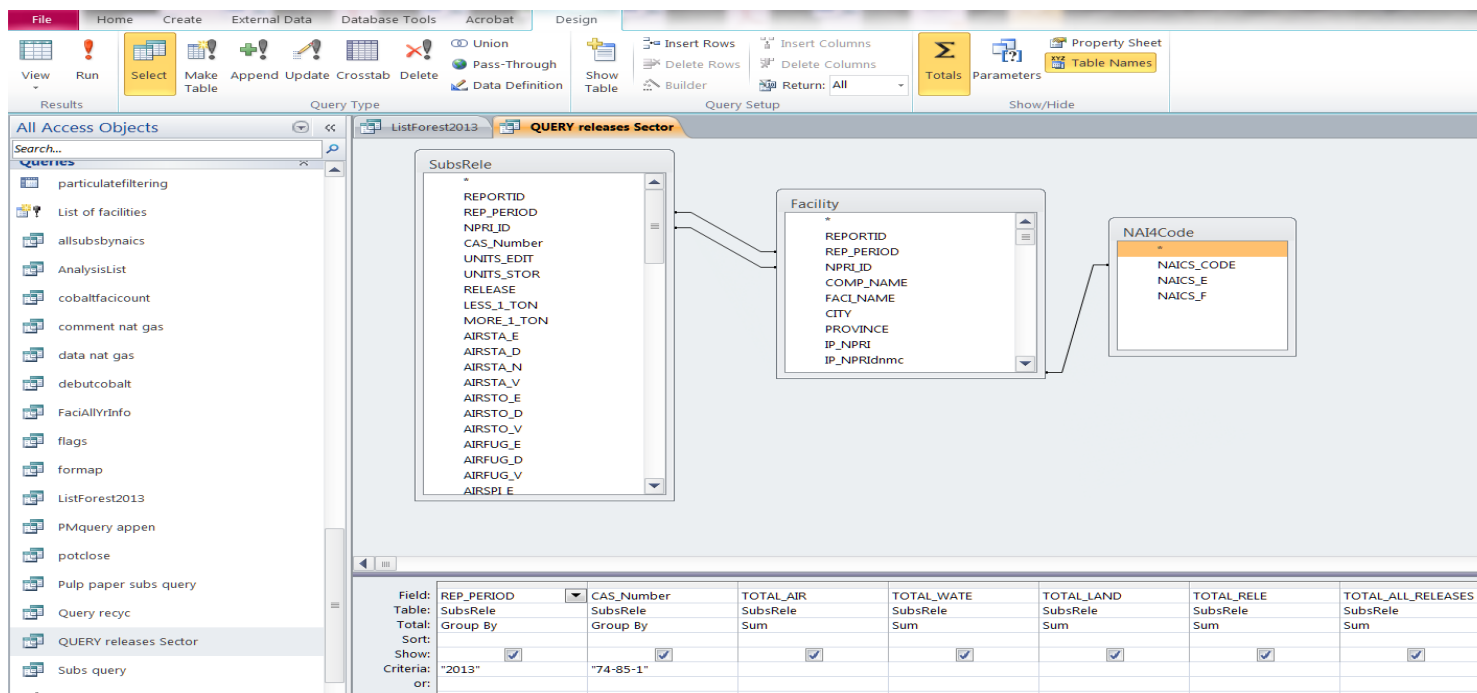 File Home Create External Data Database Tools Acrobat Design
Union Insert Rows Insert Columns Property Sheet
Pass-Through Delete Rows Delete Columns Table Names
View Run Select Make Table Append Update Crosstab Delete Data Definition Show Table Builder Return: All Totals Parameters
Results Query Type Query Setup Show/Hide
All Access Objects
Search...
Queries
particulatefiltering
List of facilities
allsubsbynaics
AnalysisList
cobaltfacicount
comment nat gas
data nat gas
debutcobalt
FaciAllYrInfo
flags
formap
ListForest2013
PMquery appen
potclose
Pulp paper subs query
Query recyc
QUERY releases Sector
Subs query
ListForest2013 QUERY releases Sector
SubsRele
*
REPORTID
REP_PERIOD
NPRI_ID
CAS_Number
UNITS_EDIT
UNITS_STOR
RELEASE
LESS_1_TON
MORE_1_TON
AIRSTA_E
AIRSTA_D
AIRSTA_N
AIRSTA_V
AIRSTO_E
AIRSTO_D
AIRSTO_V
AIRFUG_E
AIRFUG_D
AIRFUG_V
AIRSPI_E
Facility
*
REPORTID
REP_PERIOD
NPRI_ID
COMP_NAME
FACI_NAME
CITY
PROVINCE
IP_NPRI
IP_NPRIdnmc
NAI4Code
*
NAICS_CODE
NAICS_E
NAICS_F
Field: REP_PERIOD CAS_Number TOTAL_AIR TOTAL_WATE TOTAL_LAND TOTAL_RELE TOTAL_ALL_RELEASES
Table: SubsRele SubsRele SubsRele SubsRele SubsRele SubsRele SubsRele
Total: Group By Group By Sum Sum Sum Sum Sum
Sort:
Show:
Criteria: "2013" "74-85-1"
or: